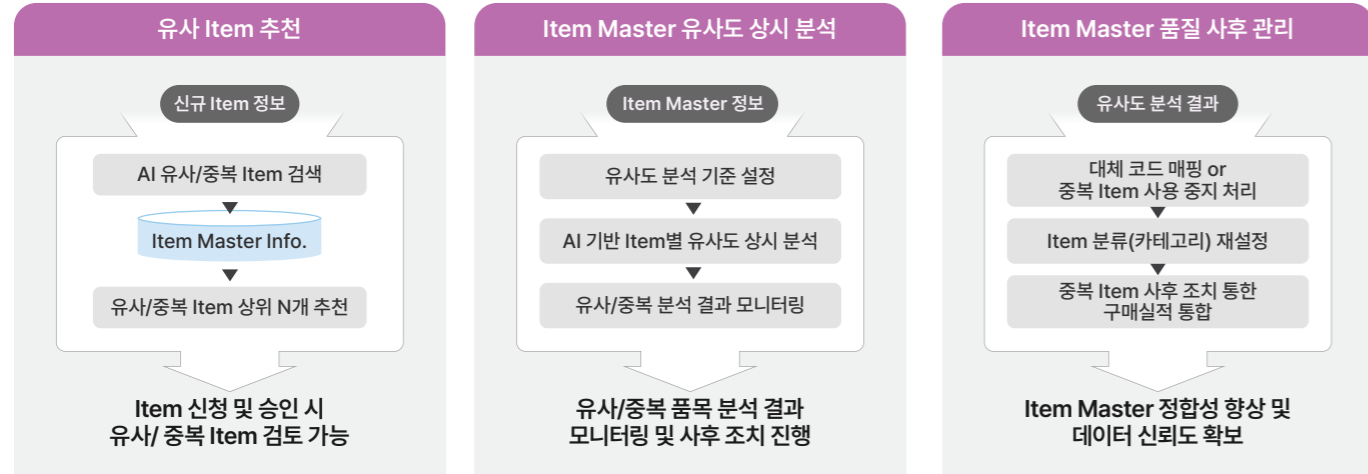 유사 Item 추천
신규 Item 정보
AI 유사/중복 Item 검색
Item Master Info.
유사/중복 Item 상위 N개 추천
Item 신청 및 승인 시
유사/ 중복 Item 검토 가능
Item Master 유사도 상시 분석
Item Master 정보
유사도 분석 기준 설정
AI 기반 Item별 유사도 상시 분석
유사/중복 분석 결과 모니터링
유사/중복 품목 분석 결과
모니터링 및 사후 조치 진행
Item Master 품질 사후 관리
유사도 분석 결과
대체 코드 매핑 or
중복 Item 사용 중지 처리
Item 분류(카테고리) 재설정
중복 Item 사후 조치 통한
구매실적 통합
Item Master 정합성 향상 및
데이터 신뢰도 확보